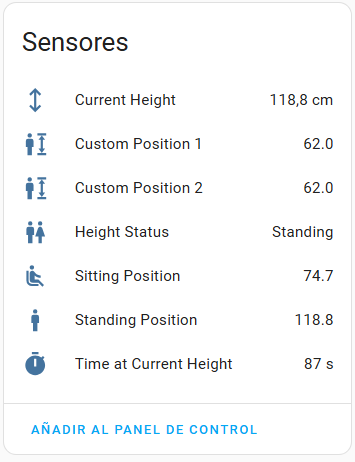 Sensores
Current Height 118,8 cm
Custom Position 1 62.0
Custom Position 2 62.0
Height Status Standing
Sitting Position 74.7
Standing Position 118.8
Time at Current Height 87 s
AÑADIR AL PANEL DE CONTROL